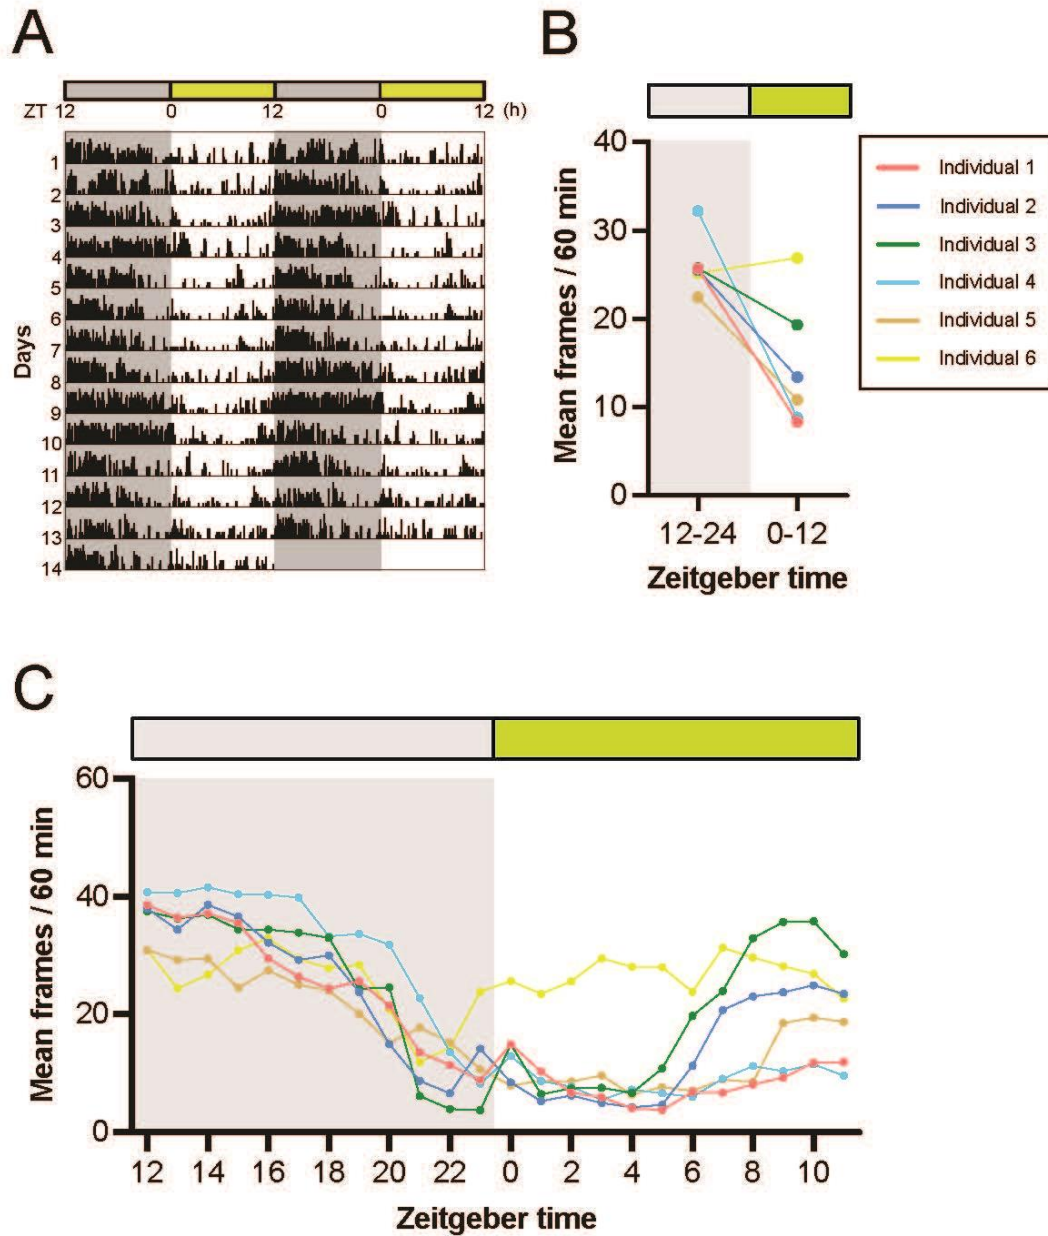 A
ZT 12 0 12 0 12 (h)
Days
1
2
3
4
5
6
7
8
9
10
11
12
13
14
B
Mean frames / 60 min
40
30
20
10
0
12-24 0-12
Zeitgeber time
Individual 1
Individual 2
Individual 3
Individual 4
Individual 5
Individual 6
C
Mean frames / 60 min
60
40
20
0
12 14 16 18 20 22 0 2 4 6 8 10
Zeitgeber time